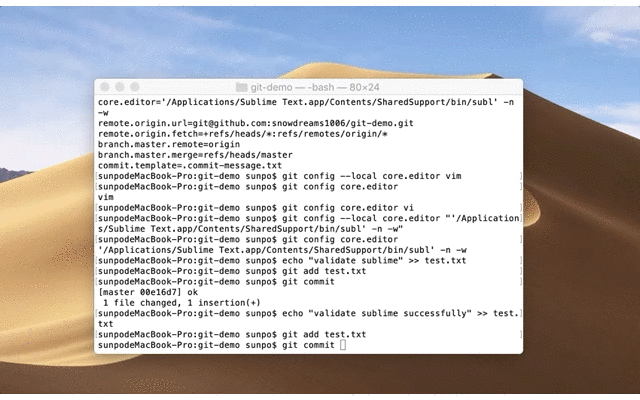 git-demo — -bash — 80×24
core.editor='/Applications/Sublime Text.app/Contents/SharedSupport/bin/subl' -n
-w
remote.origin.url=git@github.com:snowdreams1006/git-demo.git
remote.origin.fetch=+refs/heads/*:refs/remotes/origin/*
branch.master.remote=origin
branch.master.merge=refs/heads/master
commit.template=.commit-message.txt
[sunpodeMacBook-Pro:git-demo sunpo$ git config --local core.editor vim ]
[sunpodeMacBook-Pro:git-demo sunpo$ git config core.editor ]
vim
[sunpodeMacBook-Pro:git-demo sunpo$ git config core.editor vi ]
[sunpodeMacBook-Pro:git-demo sunpo$ git config --local core.editor "'/Application]
[s/Sublime Text.app/Contents/SharedSupport/bin/subl' -n -w" ]
[sunpodeMacBook-Pro:git-demo sunpo$ git config core.editor ]
'/Applications/Sublime Text.app/Contents/SharedSupport/bin/subl' -n -w
[sunpodeMacBook-Pro:git-demo sunpo$ echo "validate sublime" >> test.txt ]
[sunpodeMacBook-Pro:git-demo sunpo$ git add test.txt ]
[sunpodeMacBook-Pro:git-demo sunpo$ git commit ]
[master 00e16d7] ok
 1 file changed, 1 insertion(+)
[sunpodeMacBook-Pro:git-demo sunpo$ echo "validate sublime successfully" >> test.]
txt
[sunpodeMacBook-Pro:git-demo sunpo$ git add test.txt ]
sunpodeMacBook-Pro:git-demo sunpo$ git commit